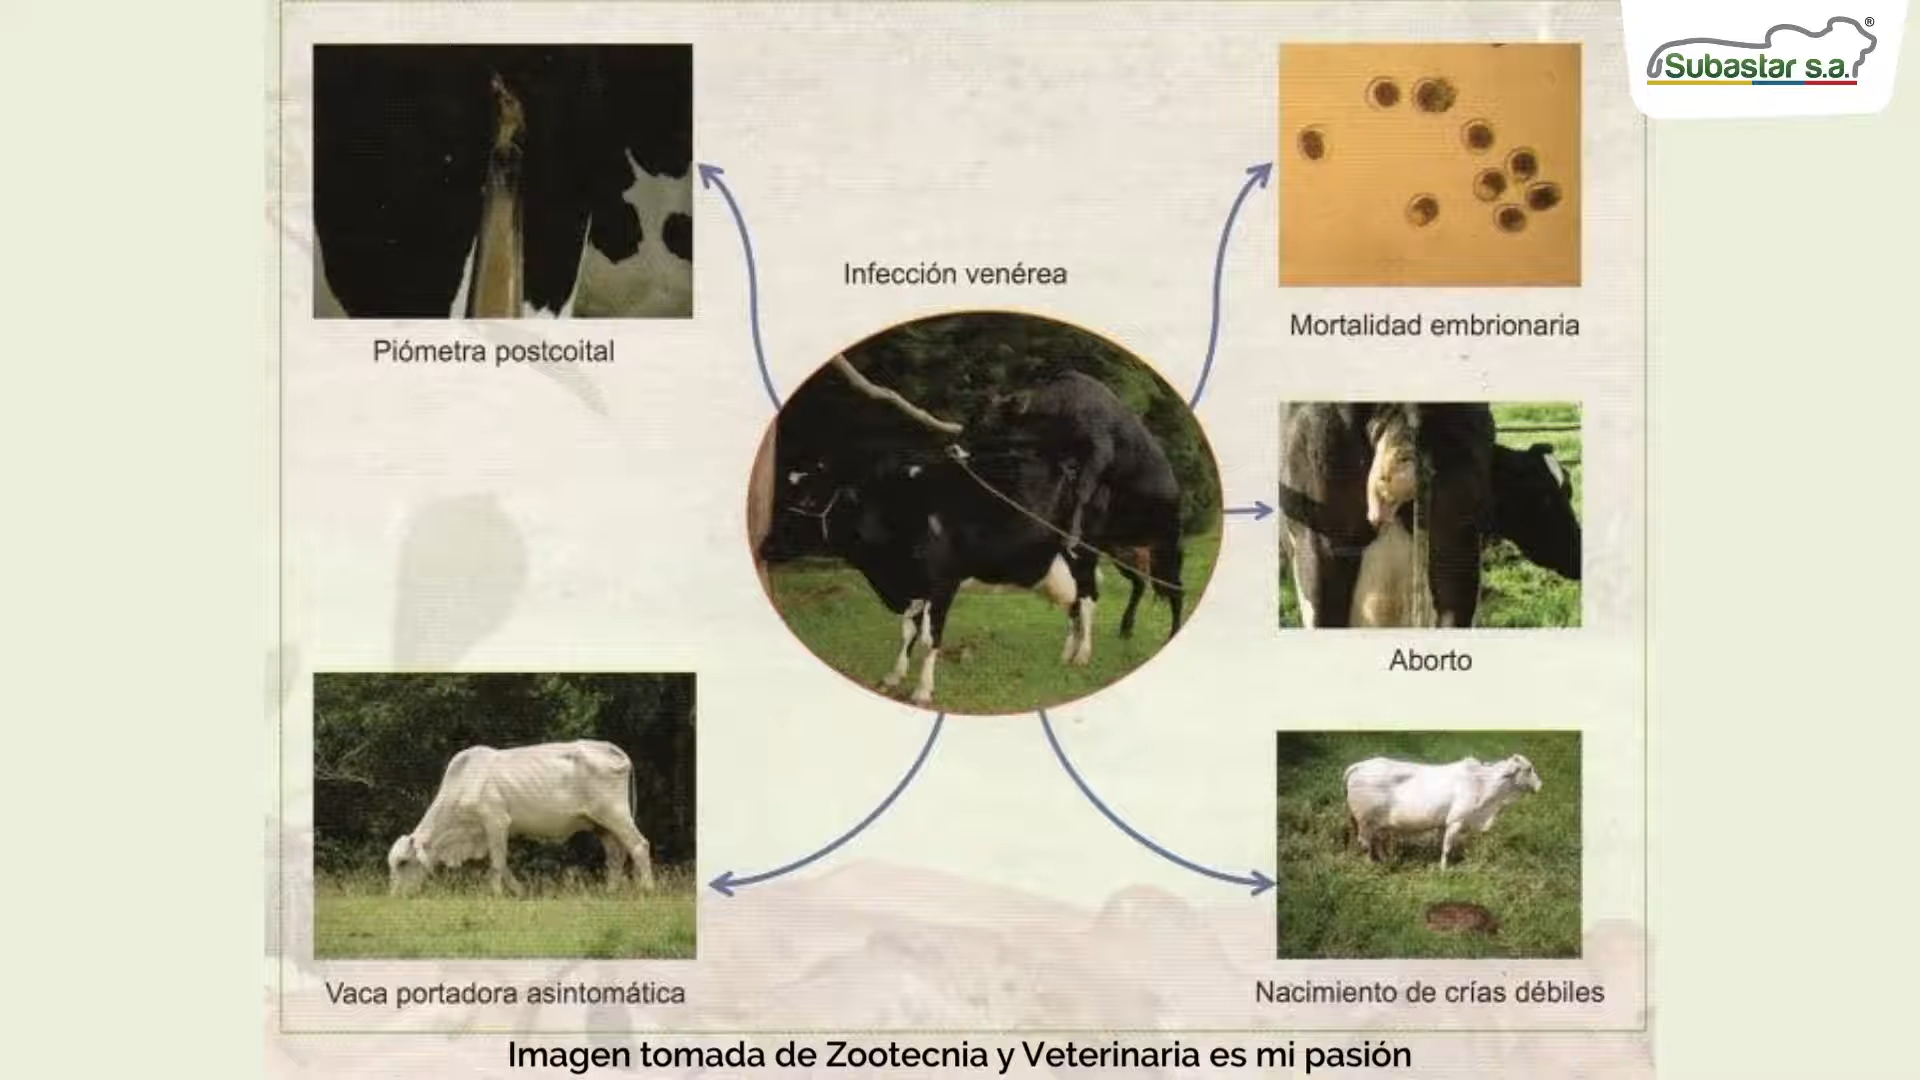 Subastar s.a.®
Infección venérea
Piómetra postcoital
Mortalidad embrionaria
Aborto
Vaca portadora asintomática
Nacimiento de crías débiles
Imagen tomada de Zootecnia y Veterinaria es mi pasión